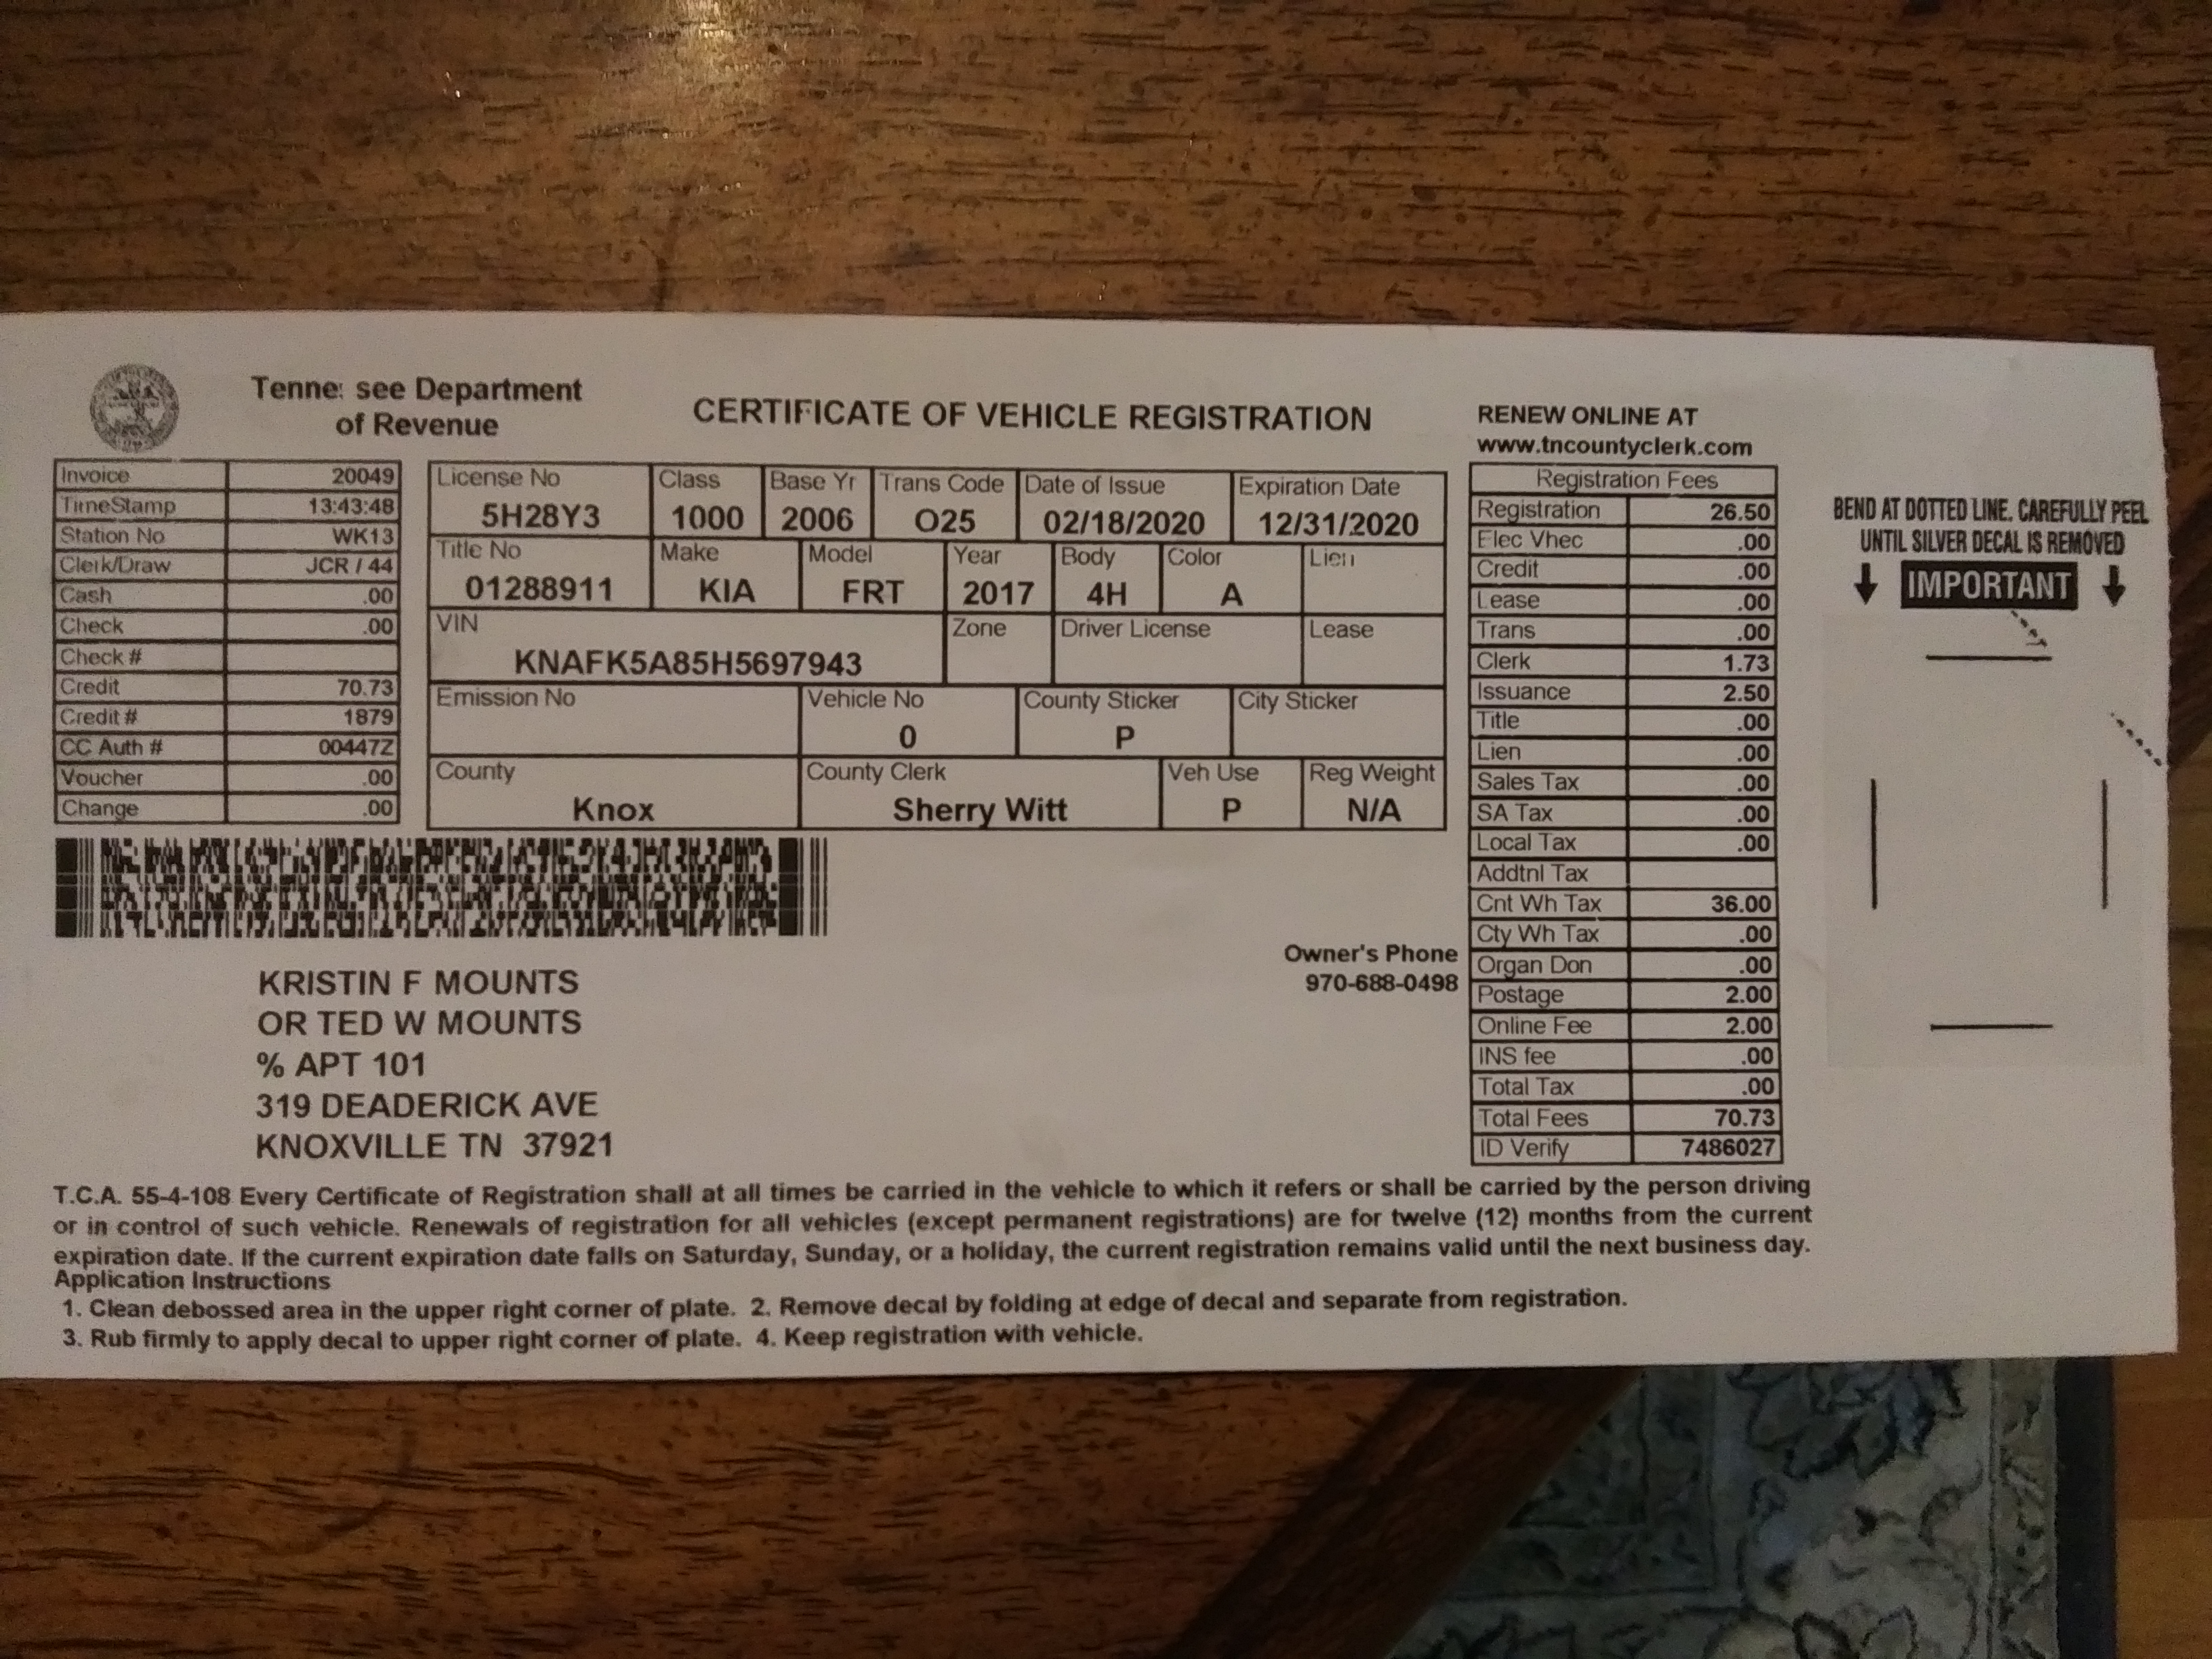 Tennessee Department
of Revenue
CERTIFICATE OF VEHICLE REGISTRATION
RENEW ONLINE AT
www.tncountyclerk.com
Invoice 20049
TimeStamp 13:43:48
Station No WK13
Clerk/Draw JCR / 44
Cash .00
Check .00
Check #
Credit 70.73
Credit # 1879
CC Auth # 00447Z
Voucher .00
Change .00
License No Class Base Yr Trans Code Date of Issue Expiration Date
5H28Y3 1000 2006 O25 02/18/2020 12/31/2020
Title No Make Model Year Body Color Lien
01288911 KIA FRT 2017 4H A
VIN Zone Driver License Lease
KNAFK5A85H5697943
Emission No Vehicle No County Sticker City Sticker
0 P
County County Clerk Veh Use Reg Weight
Knox Sherry Witt P N/A
Registration Fees
Registration 26.50
Elec Vhec .00
Credit .00
Lease .00
Trans .00
Clerk 1.73
Issuance 2.50
Title .00
Lien .00
Sales Tax .00
SA Tax .00
Local Tax .00
Addtnl Tax
Cnt Wh Tax 36.00
Cty Wh Tax .00
Organ Don .00
Postage 2.00
Online Fee 2.00
INS fee .00
Total Tax .00
Total Fees 70.73
ID Verify 7486027
Owner's Phone
970-688-0498
KRISTIN F MOUNTS
OR TED W MOUNTS
% APT 101
319 DEADERICK AVE
KNOXVILLE TN 37921
T.C.A. 55-4-108 Every Certificate of Registration shall at all times be carried in the vehicle to which it refers or shall be carried by the person driving
or in control of such vehicle. Renewals of registration for all vehicles (except permanent registrations) are for twelve (12) months from the current
expiration date. If the current expiration date falls on Saturday, Sunday, or a holiday, the current registration remains valid until the next business day.
Application Instructions
1. Clean debossed area in the upper right corner of plate. 2. Remove decal by folding at edge of decal and separate from registration.
3. Rub firmly to apply decal to upper right corner of plate. 4. Keep registration with vehicle.
BEND AT DOTTED LINE, CAREFULLY PEEL
UNTIL SILVER DECAL IS REMOVED
IMPORTANT